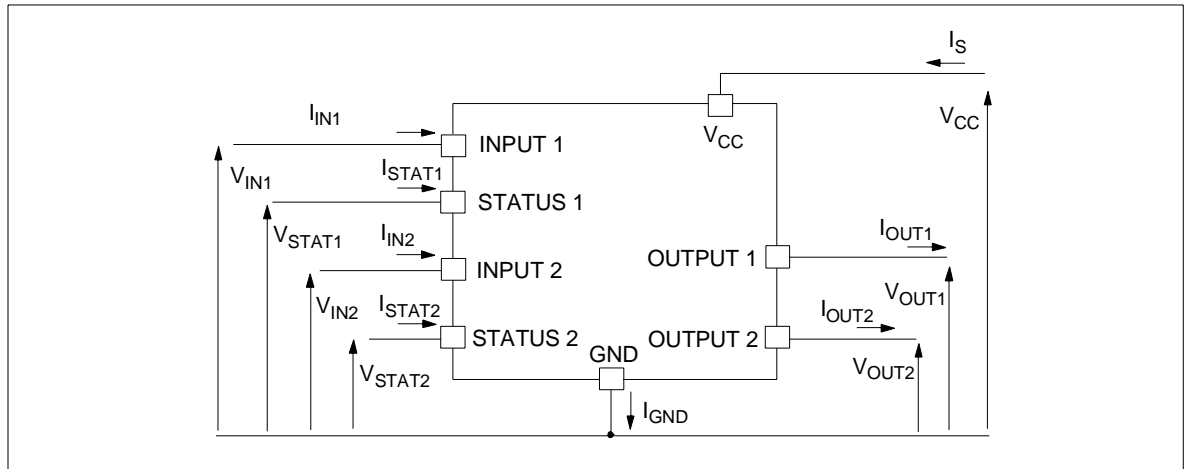 I_S
V_CC
V_CC
I_IN1
INPUT 1
V_IN1
I_STAT1
STATUS 1
V_STAT1
I_IN2
INPUT 2
V_IN2
I_STAT2
STATUS 2
V_STAT2
OUTPUT 1
I_OUT1
V_OUT1
OUTPUT 2
I_OUT2
V_OUT2
GND
I_GND